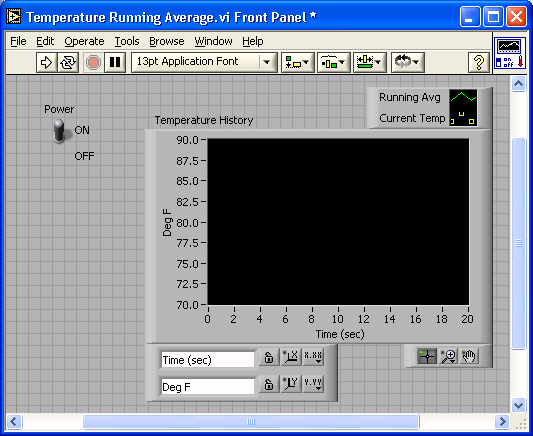 Temperature Running Average.vi Front Panel *
File Edit Operate Tools Browse Window Help
13pt Application Font
?
Power
ON
OFF
Running Avg
Current Temp
Temperature History
90.0
87.5
85.0
82.5
80.0
77.5
75.0
72.5
70.0
Deg F
0 2 4 6 8 10 12 14 16 18 20
Time (sec)
Time (sec) X X.XX
Deg F Y Y.YY